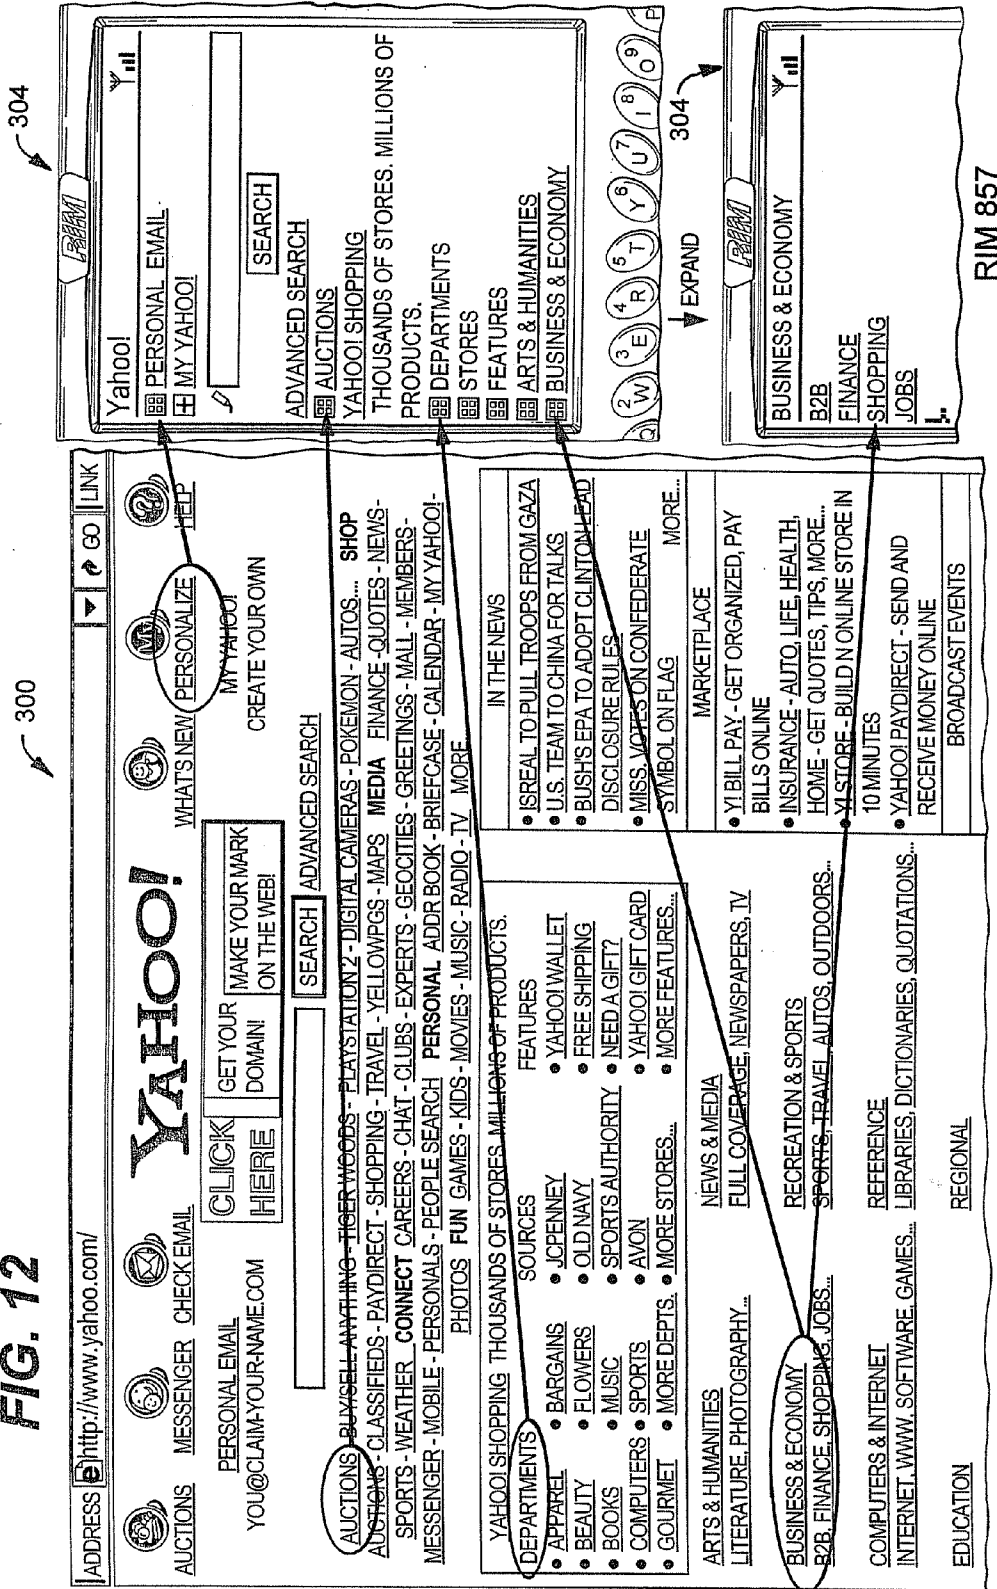 FIG. 12
300
ADDRESS e http://www.yahoo.com/ GO LINK
AUCTIONS MESSENGER CHECK EMAIL YAHOO! WHAT'S NEW PERSONALIZE HELP
MY
PERSONAL EMAIL
YOU@CLAIM-YOUR-NAME.COM
CLICK HERE
GET YOUR DOMAIN!
MAKE YOUR MARK
ON THE WEB!
MY YAHOO!
CREATE YOUR OWN
SEARCH ADVANCED SEARCH
AUCTIONS - BUY/SELL ANYTHING - TIGER WOODS - PLAYSTATION 2 - DIGITAL CAMERAS - POKEMON - AUTOS... SHOP
AUTIONS - CLASSIFIEDS - PAYDIRECT - SHOPPING - TRAVEL - YELLOWPGS - MAPS MEDIA FINANCE - QUOTES - NEWS -
SPORTS - WEATHER CONNECT CAREERS - CHAT - CLUBS - EXPERTS - GEOCITIES - GREETINGS - MALL - MEMBERS -
MESSENGER - MOBILE - PERSONALS - PEOPLE SEARCH PERSONAL ADDR BOOK - BRIEFCASE - CALENDAR - MY YAHOO! -
PHOTOS FUN GAMES - KIDS - MOVIES - MUSIC - RADIO - TV MORE
YAHOO! SHOPPING THOUSANDS OF STORES. MILLIONS OF PRODUCTS.
DEPARTMENTS SOURCES FEATURES
• APPAREL • BARGAINS • JCPENNEY • YAHOO! WALLET
• BEAUTY • FLOWERS • OLD NAVY • FREE SHIPPING
• BOOKS • MUSIC • SPORTS AUTHORITY • NEED A GIFT?
• COMPUTERS • SPORTS • AVON • YAHOO! GIFT CARD
• GOURMET • MORE DEPTS. • MORE STORES... • MORE FEATURES...
ARTS & HUMANITIES NEWS & MEDIA
LITERATURE, PHOTOGRAPHY... FULL COVERAGE, NEWSPAPERS, TV
BUSINESS & ECONOMY RECREATION & SPORTS
B2B, FINANCE, SHOPPING, JOBS... SPORTS, TRAVEL, AUTOS, OUTDOORS...
COMPUTERS & INTERNET REFERENCE
INTERNET, WWW, SOFTWARE, GAMES... LIBRARIES, DICTIONARIES, QUOTATIONS...
EDUCATION REGIONAL
IN THE NEWS
• ISREAL TO PULL TROOPS FROM GAZA
• U.S. TEAM TO CHINA FOR TALKS
• BUSH'S EPA TO ADOPT CLINTON LEAD
DISCLOSURE RULES
• MISS. VOTES ON CONFEDERATE
SYMBOL ON FLAG
MORE...
MARKETPLACE
• Y! BILL PAY - GET ORGANIZED, PAY
BILLS ONLINE
• INSURANCE - AUTO, LIFE, HEALTH,
HOME - GET QUOTES, TIPS, MORE...
• Y! STORE - BUILD N ONLINE STORE IN
10 MINUTES
• YAHOO! PAYDIRECT - SEND AND
RECEIVE MONEY ONLINE
BROADCAST EVENTS
304
RIM
Yahoo!
PERSONAL EMAIL
MY YAHOO!
SEARCH
ADVANCED SEARCH
AUCTIONS
YAHOO! SHOPPING
THOUSANDS OF STORES. MILLIONS OF
PRODUCTS.
DEPARTMENTS
STORES
FEATURES
ARTS & HUMANITIES
BUSINESS & ECONOMY
Q W 2 E 3 R 4 T 5 Y 6 U 7 I 8 O 9 P
EXPAND
304
RIM
BUSINESS & ECONOMY
B2B
FINANCE
SHOPPING
JOBS
RIM 857